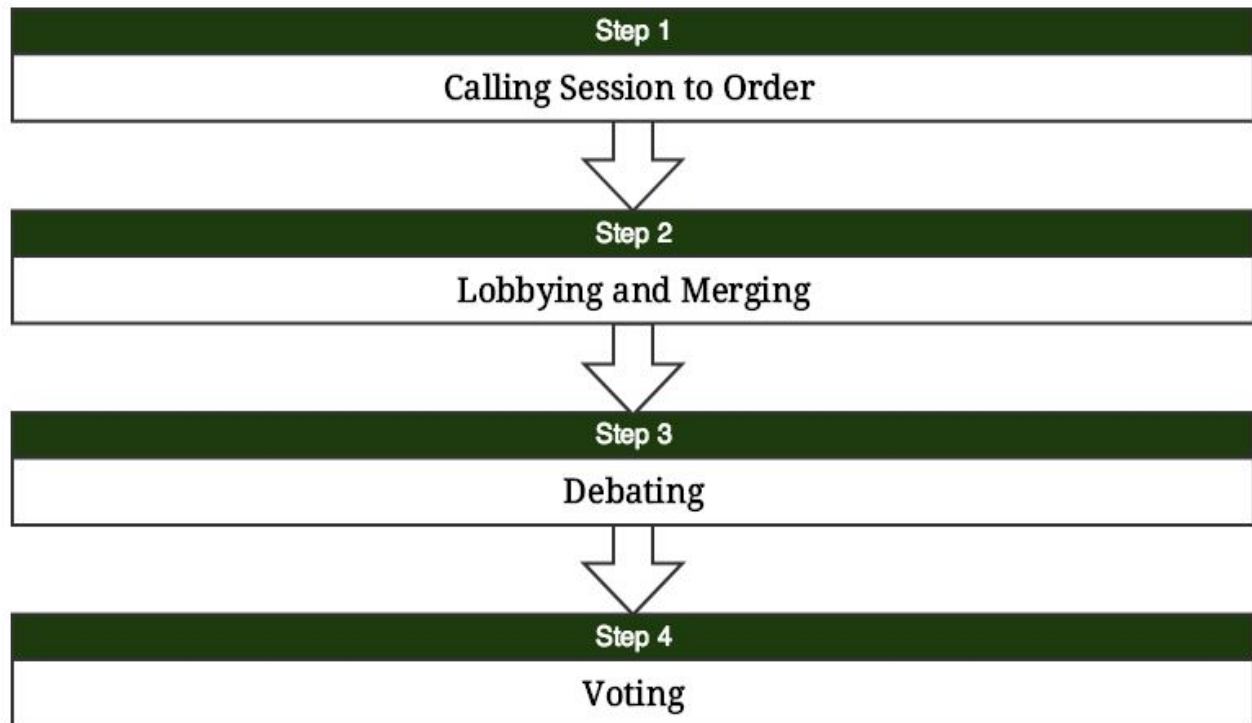 Step 1
Calling Session to Order
Step 2
Lobbying and Merging
Step 3
Debating
Step 4
Voting